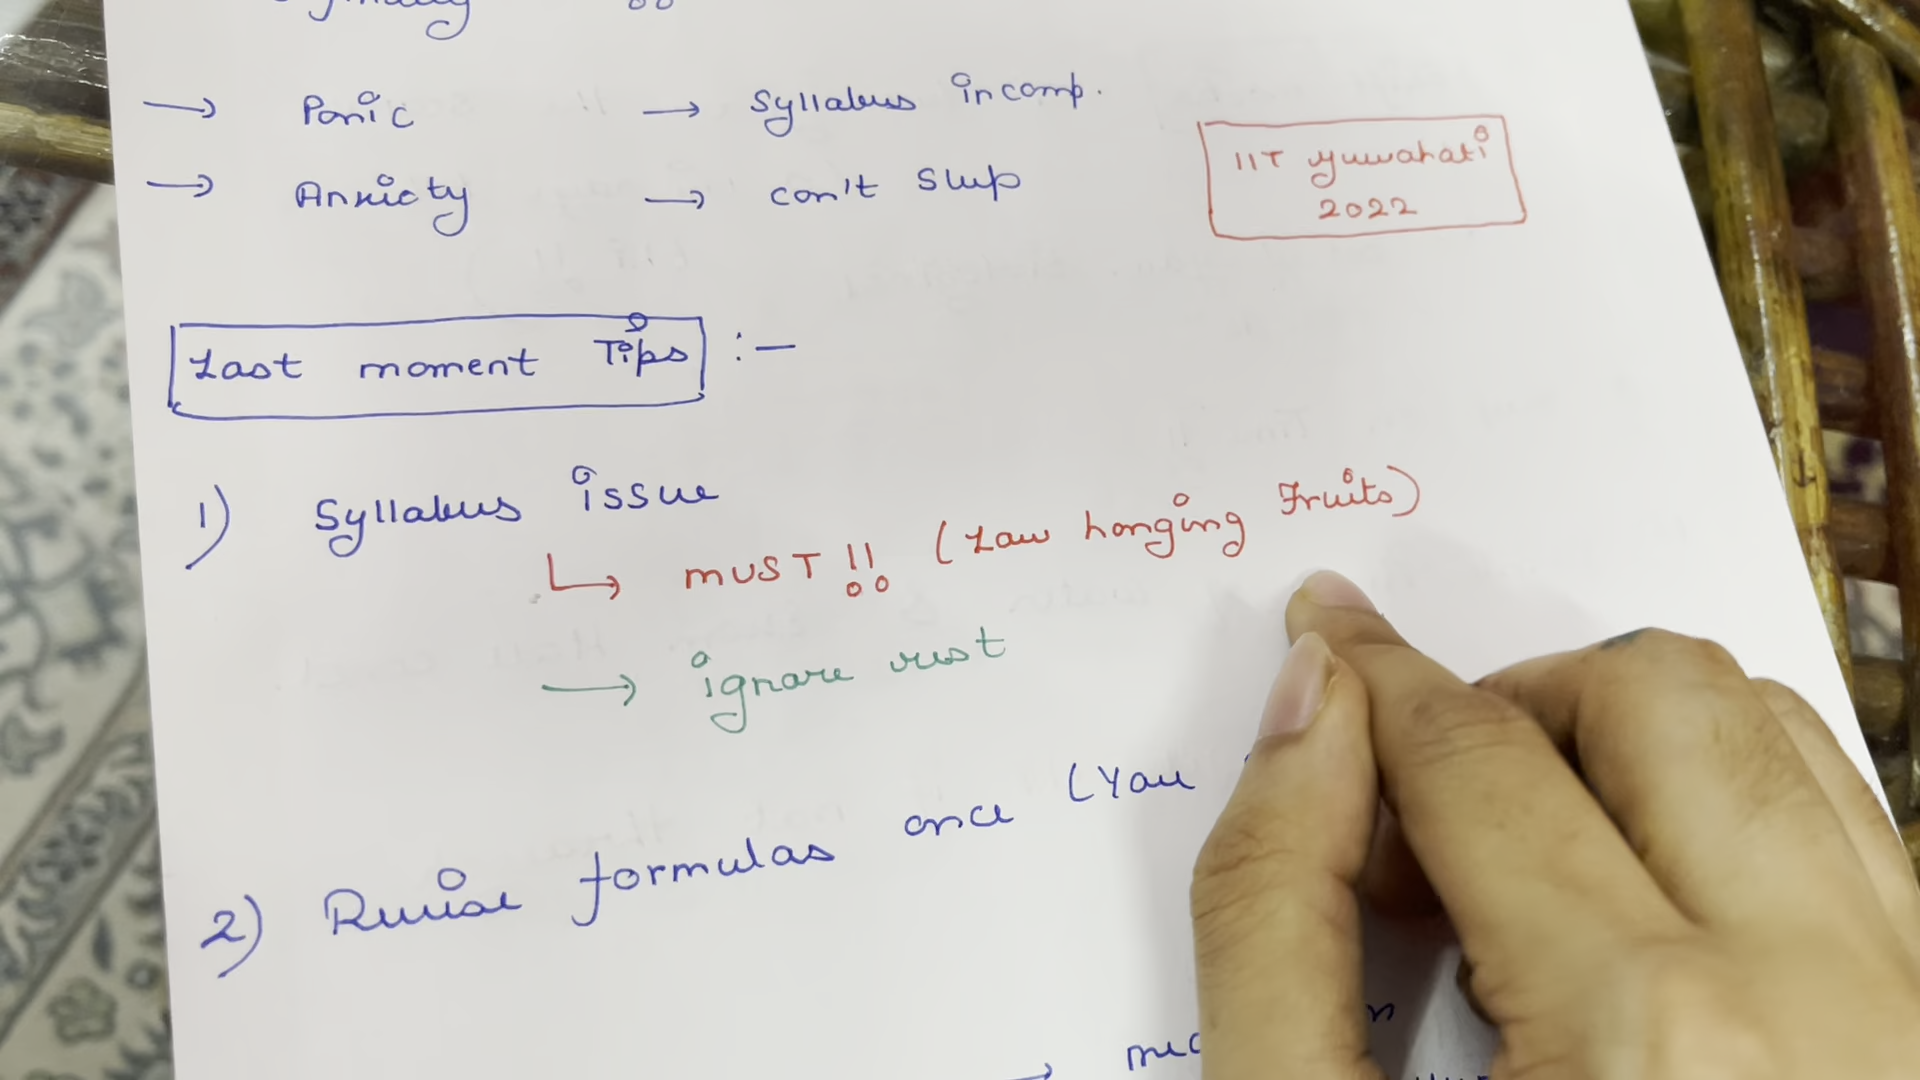 → Panic → Syllabus incomp.
→ Anxiety → can't sleep
IIT Guwahati
2022
Last moment Tips :-
1) Syllabus issue
↳ MUST !! (Low hanging Fruits)
→ ignore rest
2) Revise formulas once (You